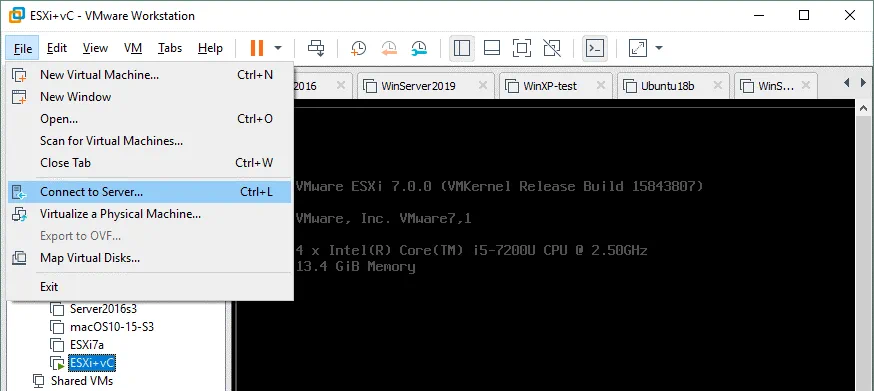 ESXi+vC - VMware Workstation
File Edit View VM Tabs Help
2016 WinServer2019 WinXP-test Ubuntu18b WinS...
New Virtual Machine... Ctrl+N
New Window
Open... Ctrl+O
Scan for Virtual Machines...
Close Tab Ctrl+W
Connect to Server... Ctrl+L
Virtualize a Physical Machine...
Export to OVF...
Map Virtual Disks...
Exit
Server2016s3
macOS10-15-S3
ESXi7a
ESXi+vC
Shared VMs
VMware ESXi 7.0.0 (VMKernel Release Build 15843807)
VMware, Inc. VMware7,1
4 x Intel(R) Core(TM) i5-7200U CPU @ 2.50GHz
13.4 GiB Memory